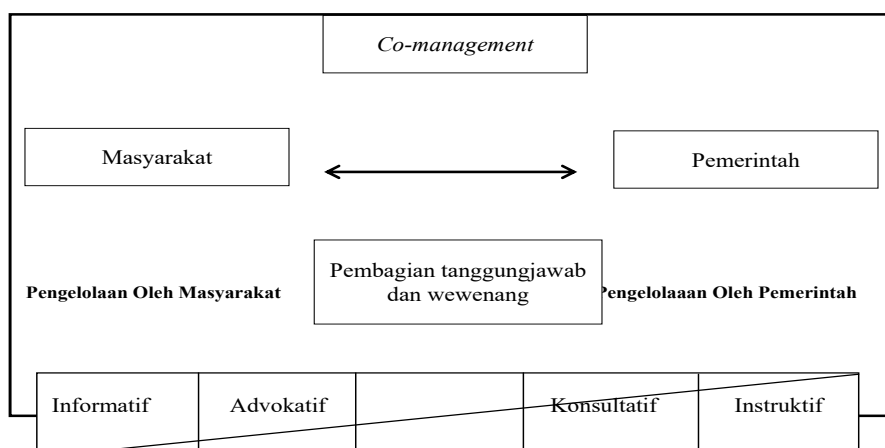 Co-management
Masyarakat
Pemerintah
Pembagian tanggungjawab
dan wewenang
Pengelolaan Oleh Masyarakat
Pengelolaaan Oleh Pemerintah
Informatif
Advokatif
Konsultatif
Instruktif